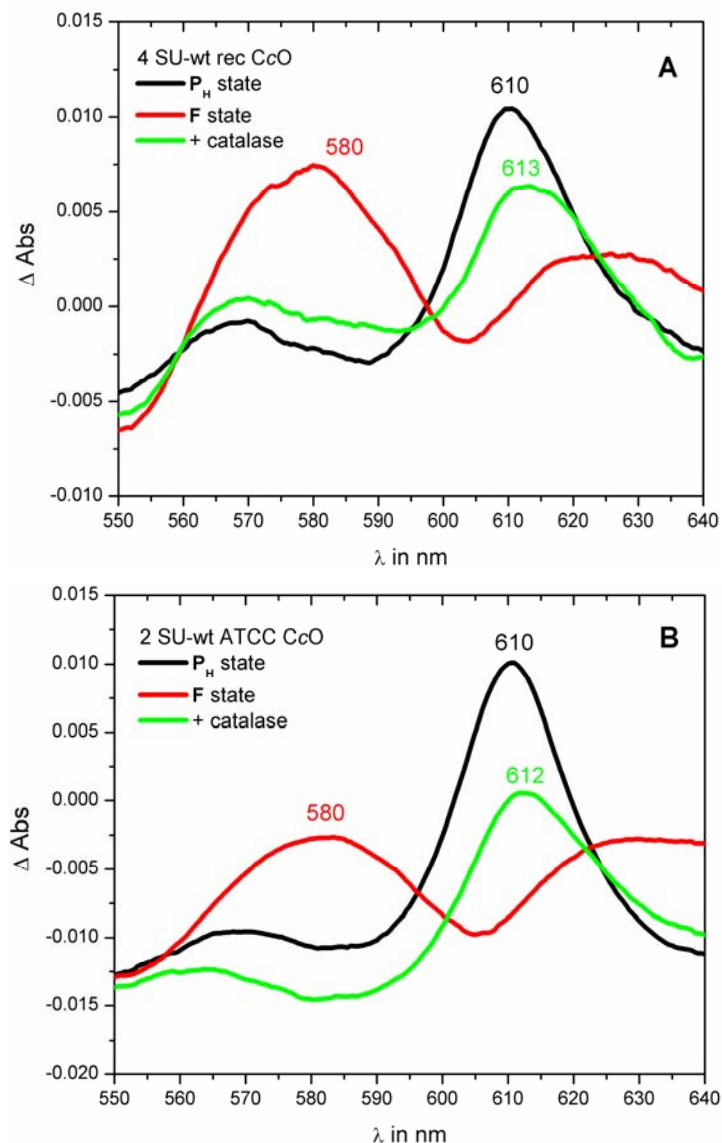 0.015
0.010
0.005
0.000
-0.005
-0.010
Δ Abs
4 SU-wt rec CcO
P_H state
F state
+ catalase
A
580
610
613
550 560 570 580 590 600 610 620 630 640
λ in nm
0.015
0.010
0.005
0.000
-0.005
-0.010
-0.015
-0.020
Δ Abs
2 SU-wt ATCC CcO
P_H state
F state
+ catalase
B
580
610
612
550 560 570 580 590 600 610 620 630 640
λ in nm